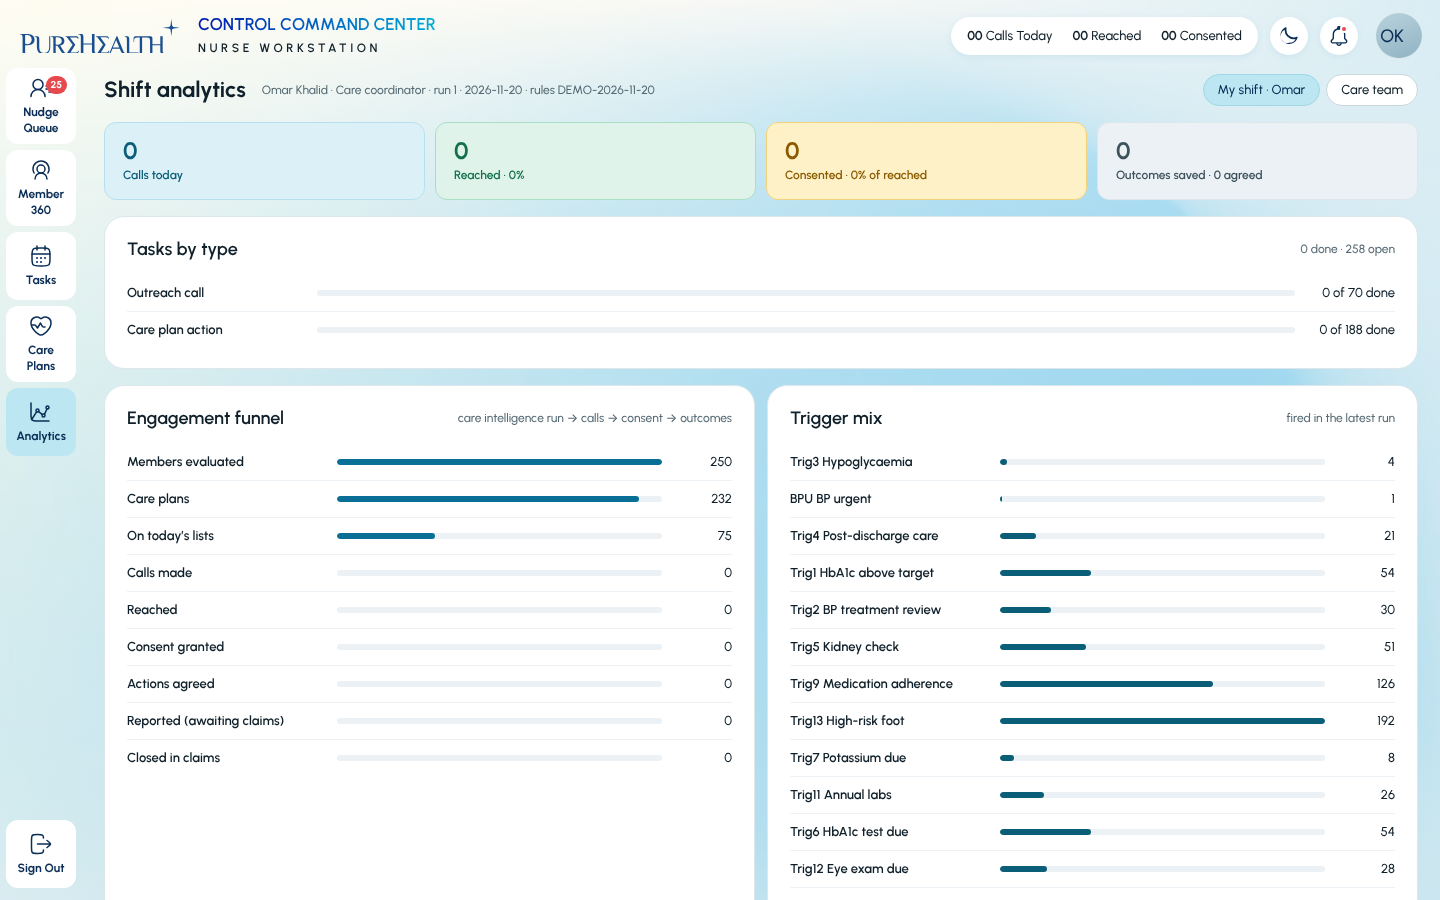 PUREHEALTH
CONTROL COMMAND CENTER
NURSE WORKSTATION
00 Calls Today 00 Reached 00 Consented
OK
25
Nudge
Queue
Member
360
Tasks
Care
Plans
Analytics
Sign Out
Shift analytics
Omar Khalid · Care coordinator · run 1 · 2026-11-20 · rules DEMO-2026-11-20
My shift · Omar
Care team
0
Calls today
0
Reached · 0%
0
Consented · 0% of reached
0
Outcomes saved · 0 agreed
Tasks by type
0 done · 258 open
Outreach call 0 of 70 done
Care plan action 0 of 188 done
Engagement funnel
care intelligence run → calls → consent → outcomes
Members evaluated 250
Care plans 232
On today's lists 75
Calls made 0
Reached 0
Consent granted 0
Actions agreed 0
Reported (awaiting claims) 0
Closed in claims 0
Trigger mix
fired in the latest run
Trig3 Hypoglycaemia 4
BPU BP urgent 1
Trig4 Post-discharge care 21
Trig1 HbA1c above target 54
Trig2 BP treatment review 30
Trig5 Kidney check 51
Trig9 Medication adherence 126
Trig13 High-risk foot 192
Trig7 Potassium due 8
Trig11 Annual labs 26
Trig6 HbA1c test due 54
Trig12 Eye exam due 28